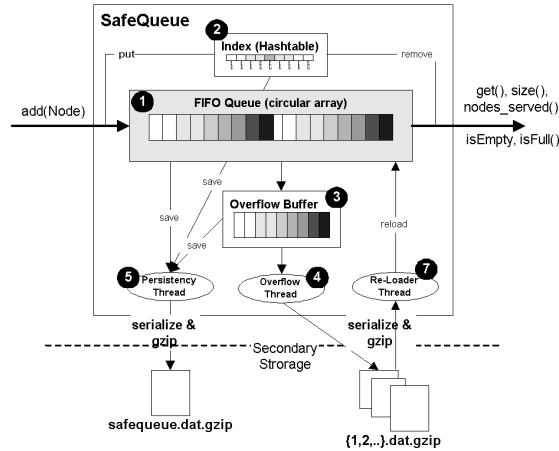 SafeQueue
2
Index (Hashtable)
put
remove
add(Node)
1
FIFO Queue (circular array)
get(), size(),
nodes_served()
isEmpty, isFull()
save
save
save
Overflow Buffer
3
reload
5
Persistency
Thread
Overflow
Thread
4
Re-Loader
Thread
7
serialize &
gzip
serialize &
gzip
Secondary
Strorage
safequeue.dat.gzip
{1,2,..}.dat.gzip